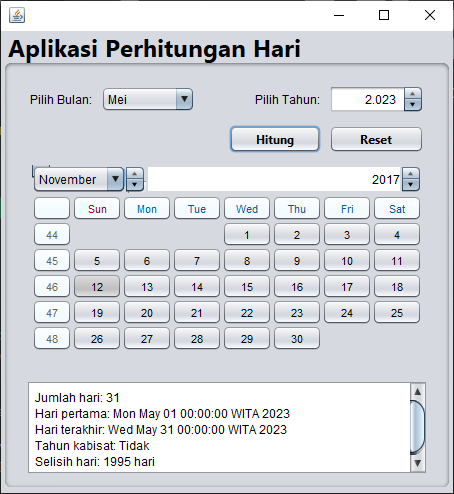 Aplikasi Perhitungan Hari
Pilih Bulan: Mei Pilih Tahun: 2.023
Hitung Reset
November 2017
Sun Mon Tue Wed Thu Fri Sat
44 1 2 3 4
45 5 6 7 8 9 10 11
46 12 13 14 15 16 17 18
47 19 20 21 22 23 24 25
48 26 27 28 29 30
Jumlah hari: 31
Hari pertama: Mon May 01 00:00:00 WITA 2023
Hari terakhir: Wed May 31 00:00:00 WITA 2023
Tahun kabisat: Tidak
Selisih hari: 1995 hari